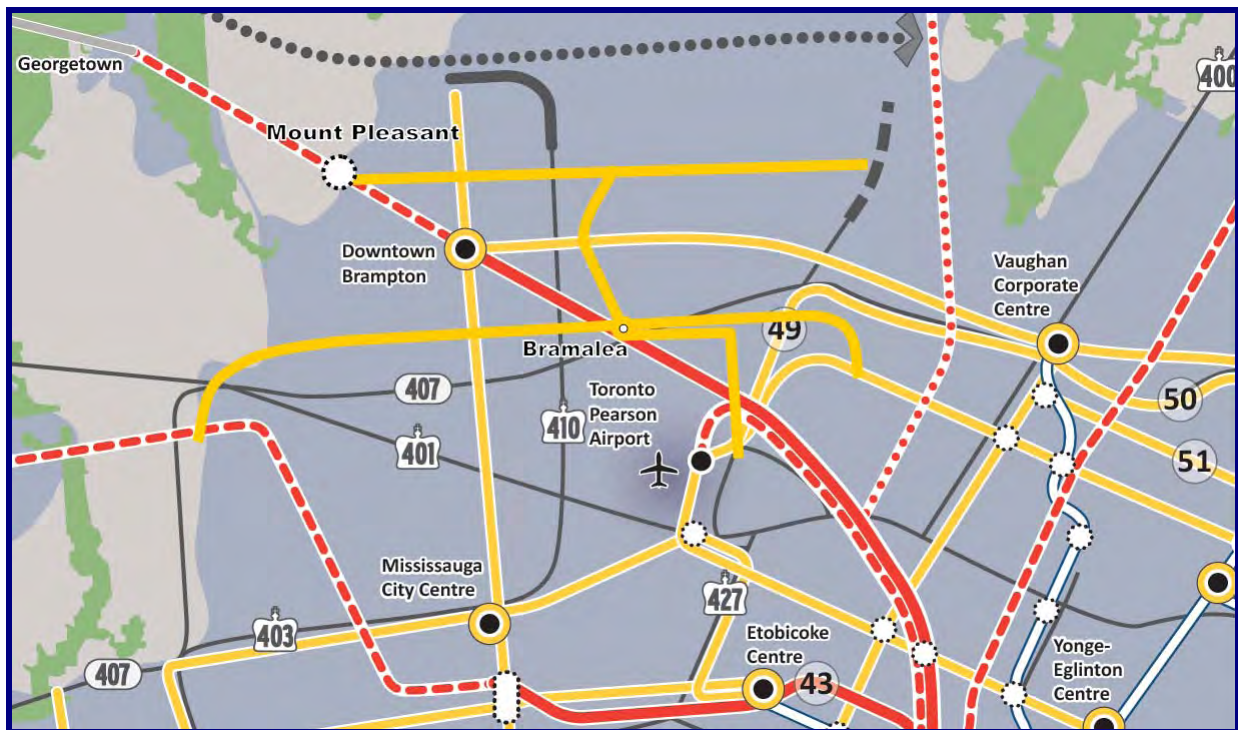 Georgetown
400
Mount Pleasant
Downtown
Brampton
Vaughan
Corporate
Centre
49
Bramalea
407
Toronto
Pearson
Airport
410
401
50
51
Mississauga
City Centre
427
403
Etobicoke
Centre
Yonge-
Eglinton
Centre
407
43